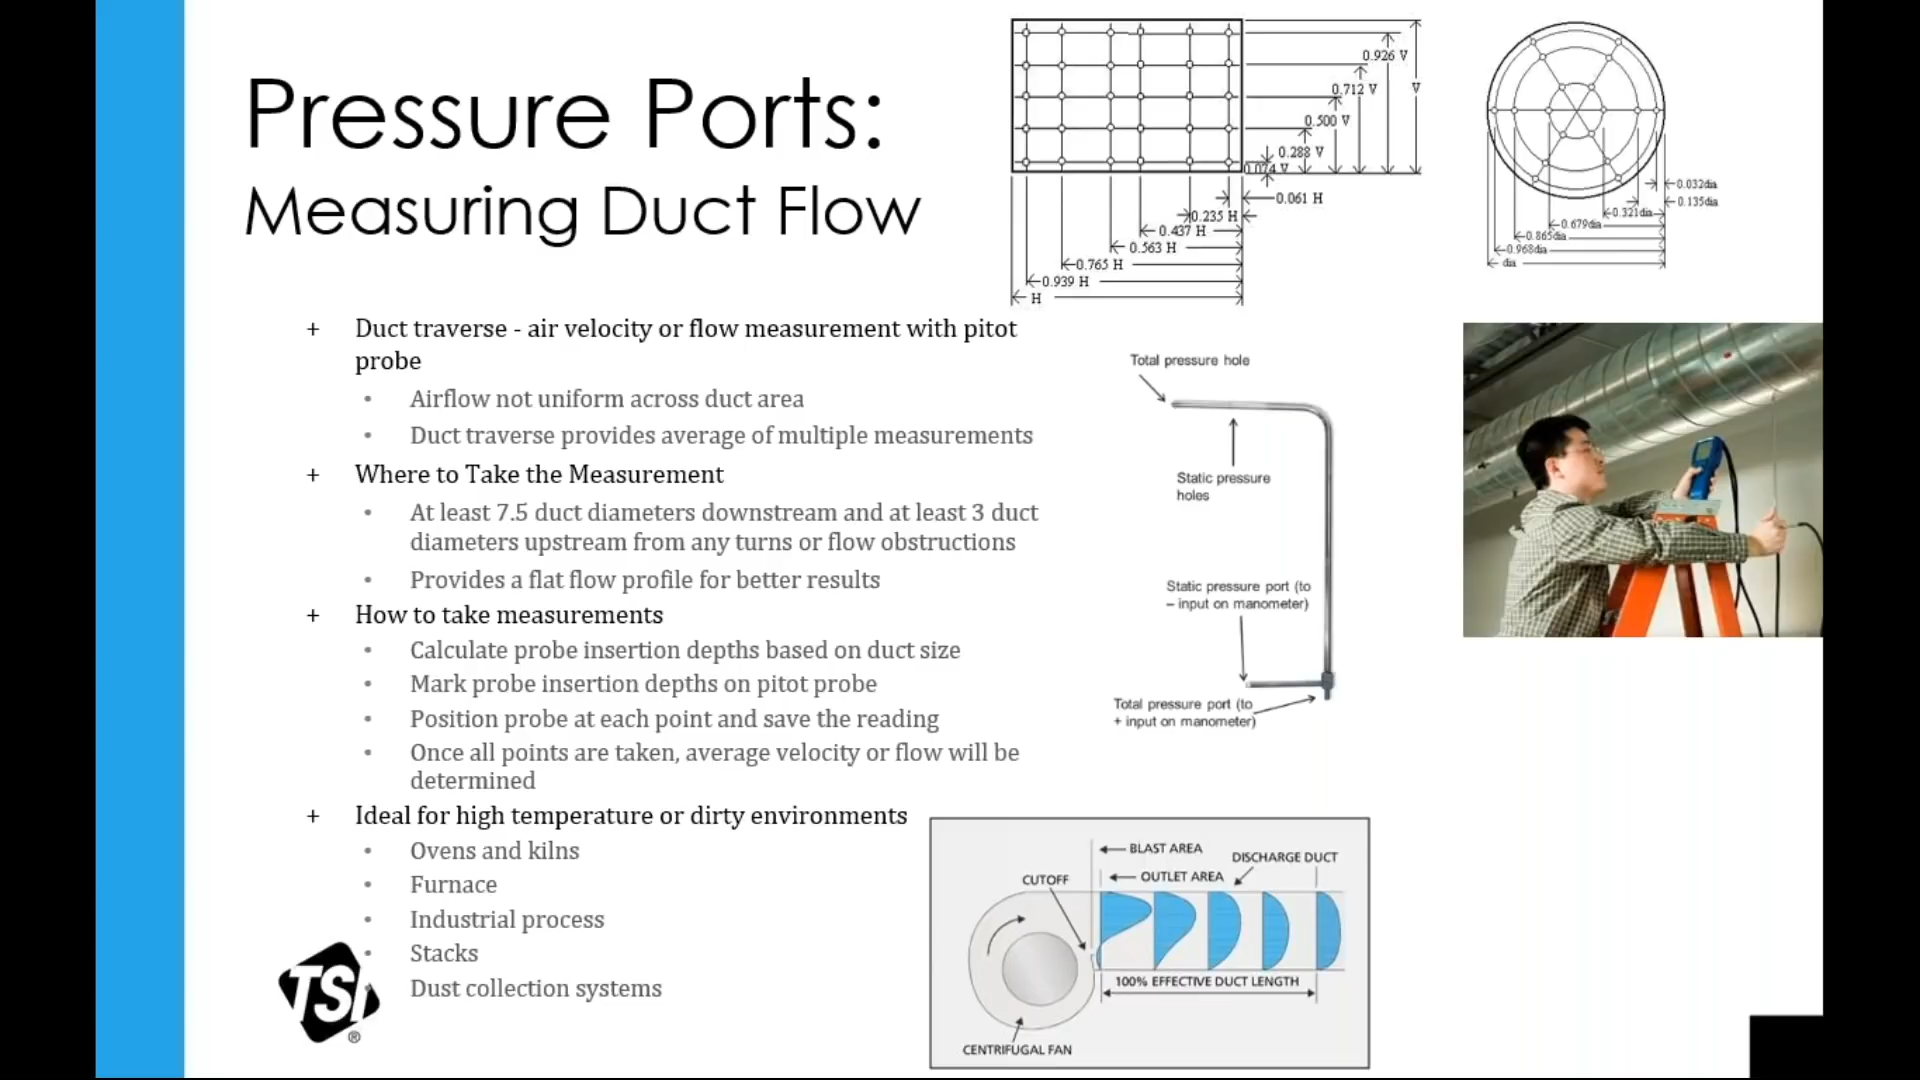 Pressure Ports:
Measuring Duct Flow
+ Duct traverse - air velocity or flow measurement with pitot
probe
• Airflow not uniform across duct area
• Duct traverse provides average of multiple measurements
+ Where to Take the Measurement
• At least 7.5 duct diameters downstream and at least 3 duct
diameters upstream from any turns or flow obstructions
• Provides a flat flow profile for better results
+ How to take measurements
• Calculate probe insertion depths based on duct size
• Mark probe insertion depths on pitot probe
• Position probe at each point and save the reading
• Once all points are taken, average velocity or flow will be
determined
+ Ideal for high temperature or dirty environments
• Ovens and kilns
• Furnace
• Industrial process
• Stacks
• Dust collection systems
TSI
®
0.926 V
0.712 V
V
0.500 V
0.288 V
0.074 V
0.061 H
0.235 H
0.437 H
0.563 H
0.765 H
0.939 H
H
0.032dia
0.135dia
0.321dia
0.679dia
0.865dia
0.968dia
dia
Total pressure hole
Static pressure
holes
Static pressure port (to
– input on manometer)
Total pressure port (to
+ input on manometer)
BLAST AREA
DISCHARGE DUCT
OUTLET AREA
CUTOFF
100% EFFECTIVE DUCT LENGTH
CENTRIFUGAL FAN